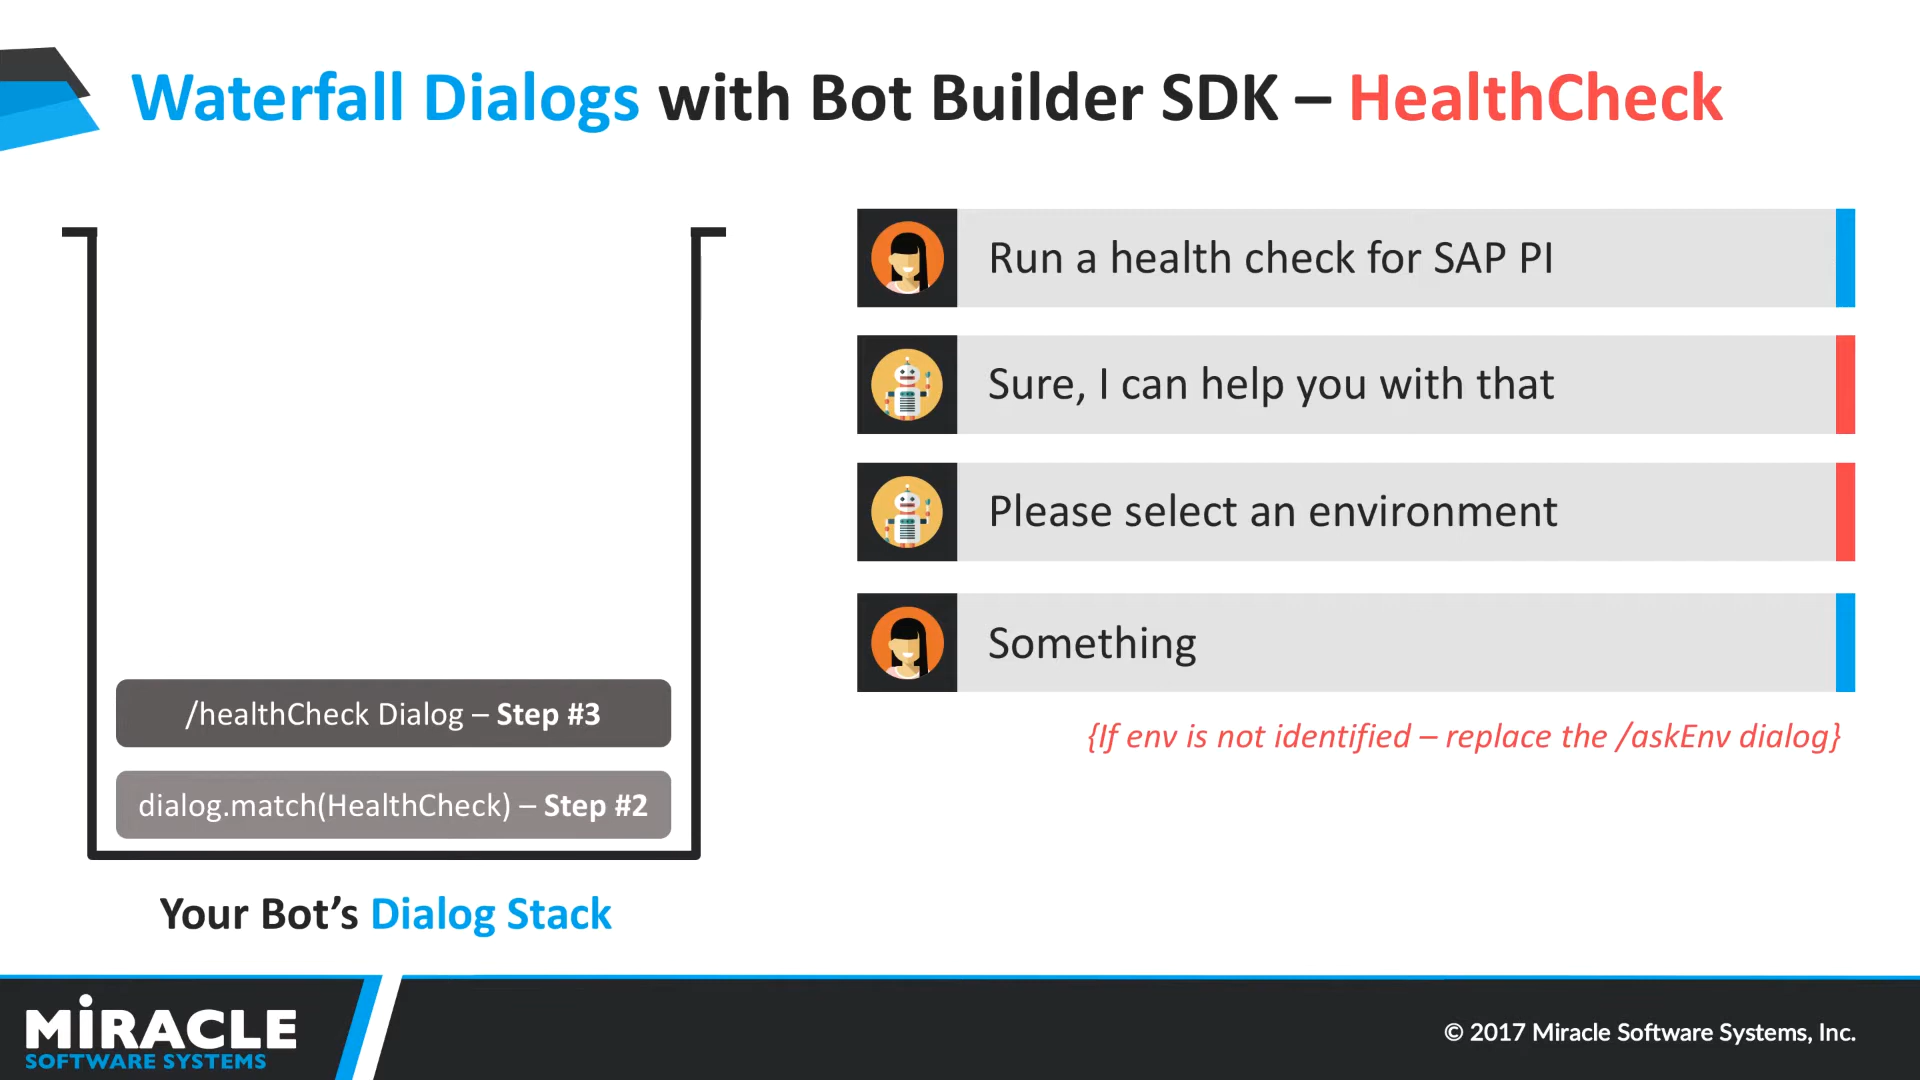 Waterfall Dialogs with Bot Builder SDK – HealthCheck
Run a health check for SAP PI
Sure, I can help you with that
Please select an environment
Something
{If env is not identified – replace the /askEnv dialog}
/healthCheck Dialog – Step #3
dialog.match(HealthCheck) – Step #2
Your Bot’s Dialog Stack
MiRACLE
SOFTWARE SYSTEMS
© 2017 Miracle Software Systems, Inc.